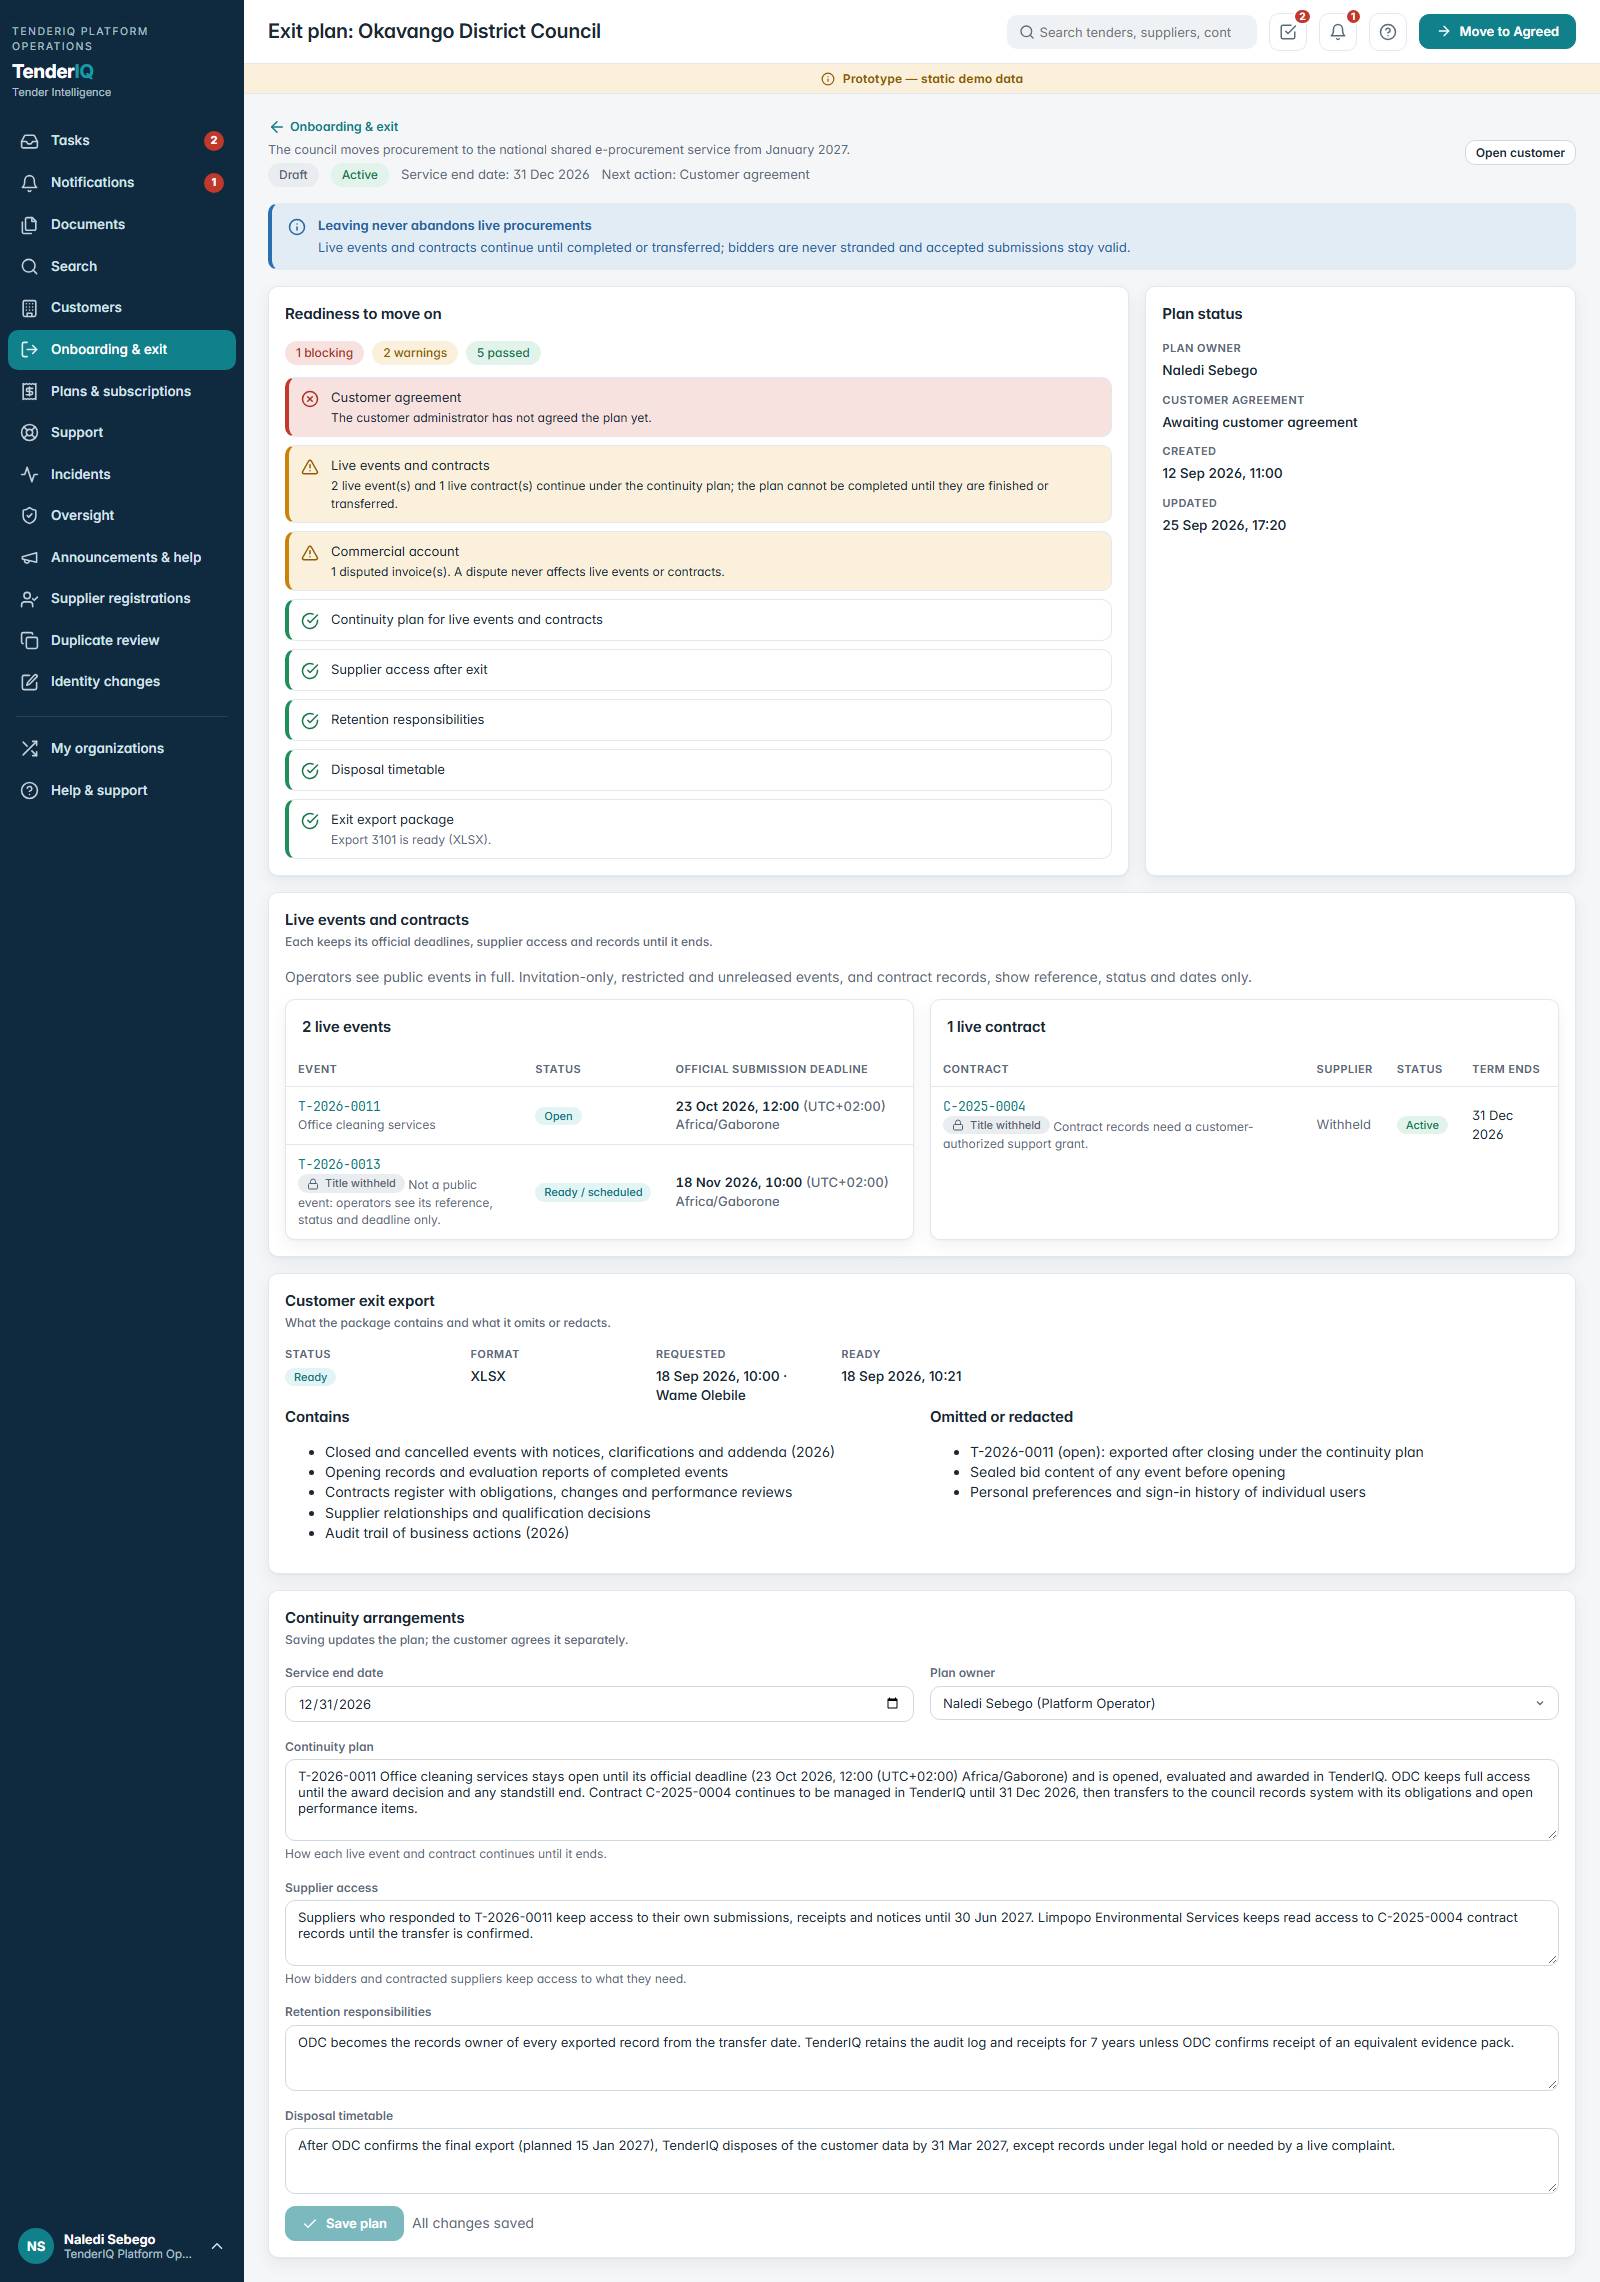 TENDERIQ PLATFORM
OPERATIONS
TenderIQ
Tender Intelligence
Tasks 2
Notifications 1
Documents
Search
Customers
Onboarding & exit
Plans & subscriptions
Support
Incidents
Oversight
Announcements & help
Supplier registrations
Duplicate review
Identity changes
My organizations
Help & support
NS
Naledi Sebego
TenderIQ Platform Op...
Exit plan: Okavango District Council
Search tenders, suppliers, cont
2
1
Move to Agreed
Prototype — static demo data
Onboarding & exit
The council moves procurement to the national shared e-procurement service from January 2027.
Draft Active Service end date: 31 Dec 2026 Next action: Customer agreement
Open customer
Leaving never abandons live procurements
Live events and contracts continue until completed or transferred; bidders are never stranded and accepted submissions stay valid.
Readiness to move on
1 blocking 2 warnings 5 passed
Customer agreement
The customer administrator has not agreed the plan yet.
Live events and contracts
2 live event(s) and 1 live contract(s) continue under the continuity plan; the plan cannot be completed until they are finished or
transferred.
Commercial account
1 disputed invoice(s). A dispute never affects live events or contracts.
Continuity plan for live events and contracts
Supplier access after exit
Retention responsibilities
Disposal timetable
Exit export package
Export 3101 is ready (XLSX).
Plan status
PLAN OWNER
Naledi Sebego
CUSTOMER AGREEMENT
Awaiting customer agreement
CREATED
12 Sep 2026, 11:00
UPDATED
25 Sep 2026, 17:20
Live events and contracts
Each keeps its official deadlines, supplier access and records until it ends.
Operators see public events in full. Invitation-only, restricted and unreleased events, and contract records, show reference, status and dates only.
2 live events
EVENT STATUS OFFICIAL SUBMISSION DEADLINE
T-2026-0011
Office cleaning services
Open
23 Oct 2026, 12:00 (UTC+02:00)
Africa/Gaborone
T-2026-0013
Title withheld Not a public
event: operators see its reference,
status and deadline only.
Ready / scheduled
18 Nov 2026, 10:00 (UTC+02:00)
Africa/Gaborone
1 live contract
CONTRACT SUPPLIER STATUS TERM ENDS
C-2025-0004
Title withheld Contract records need a customer-
authorized support grant.
Withheld
Active
31 Dec
2026
Customer exit export
What the package contains and what it omits or redacts.
STATUS FORMAT REQUESTED READY
Ready XLSX 18 Sep 2026, 10:00 · 18 Sep 2026, 10:21
Wame Olebile
Contains
Closed and cancelled events with notices, clarifications and addenda (2026)
Opening records and evaluation reports of completed events
Contracts register with obligations, changes and performance reviews
Supplier relationships and qualification decisions
Audit trail of business actions (2026)
Omitted or redacted
T-2026-0011 (open): exported after closing under the continuity plan
Sealed bid content of any event before opening
Personal preferences and sign-in history of individual users
Continuity arrangements
Saving updates the plan; the customer agrees it separately.
Service end date
12/31/2026
Plan owner
Naledi Sebego (Platform Operator)
Continuity plan
T-2026-0011 Office cleaning services stays open until its official deadline (23 Oct 2026, 12:00 (UTC+02:00) Africa/Gaborone) and is opened, evaluated and awarded in TenderIQ. ODC keeps full access
until the award decision and any standstill end. Contract C-2025-0004 continues to be managed in TenderIQ until 31 Dec 2026, then transfers to the council records system with its obligations and open
performance items.
How each live event and contract continues until it ends.
Supplier access
Suppliers who responded to T-2026-0011 keep access to their own submissions, receipts and notices until 30 Jun 2027. Limpopo Environmental Services keeps read access to C-2025-0004 contract
records until the transfer is confirmed.
How bidders and contracted suppliers keep access to what they need.
Retention responsibilities
ODC becomes the records owner of every exported record from the transfer date. TenderIQ retains the audit log and receipts for 7 years unless ODC confirms receipt of an equivalent evidence pack.
Disposal timetable
After ODC confirms the final export (planned 15 Jan 2027), TenderIQ disposes of the customer data by 31 Mar 2027, except records under legal hold or needed by a live complaint.
Save plan All changes saved